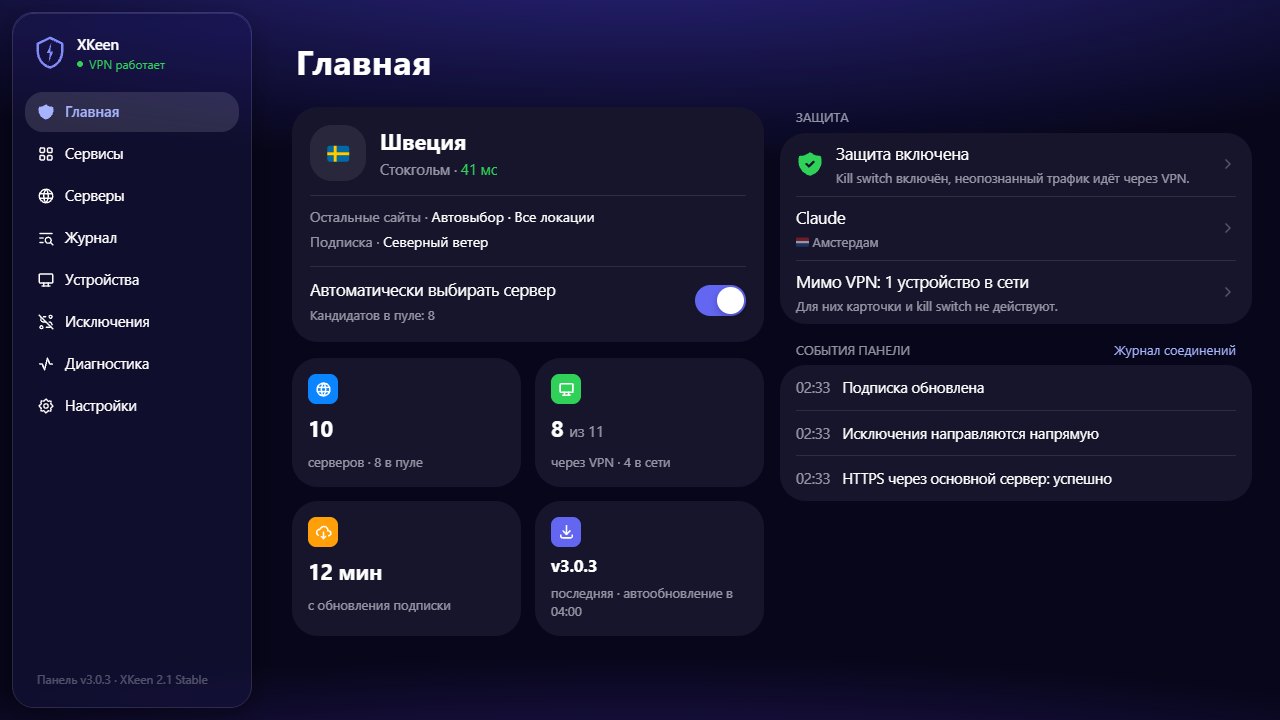 XKeen
VPN работает
Главная
Сервисы
Серверы
Журнал
Устройства
Исключения
Диагностика
Настройки
Панель v3.0.3 · XKeen 2.1 Stable
Главная
Швеция
Стокгольм · 41 мс
Остальные сайты · Автовыбор · Все локации
Подписка · Северный ветер
Автоматически выбирать сервер
Кандидатов в пуле: 8
10
серверов · 8 в пуле
8 из 11
через VPN · 4 в сети
12 мин
с обновления подписки
v3.0.3
последняя · автообновление в
04:00
ЗАЩИТА
Защита включена
Kill switch включён, неопознанный трафик идёт через VPN.
Claude
Амстердам
Мимо VPN: 1 устройство в сети
Для них карточки и kill switch не действуют.
СОБЫТИЯ ПАНЕЛИ
Журнал соединений
02:33 Подписка обновлена
02:33 Исключения направляются напрямую
02:33 HTTPS через основной сервер: успешно